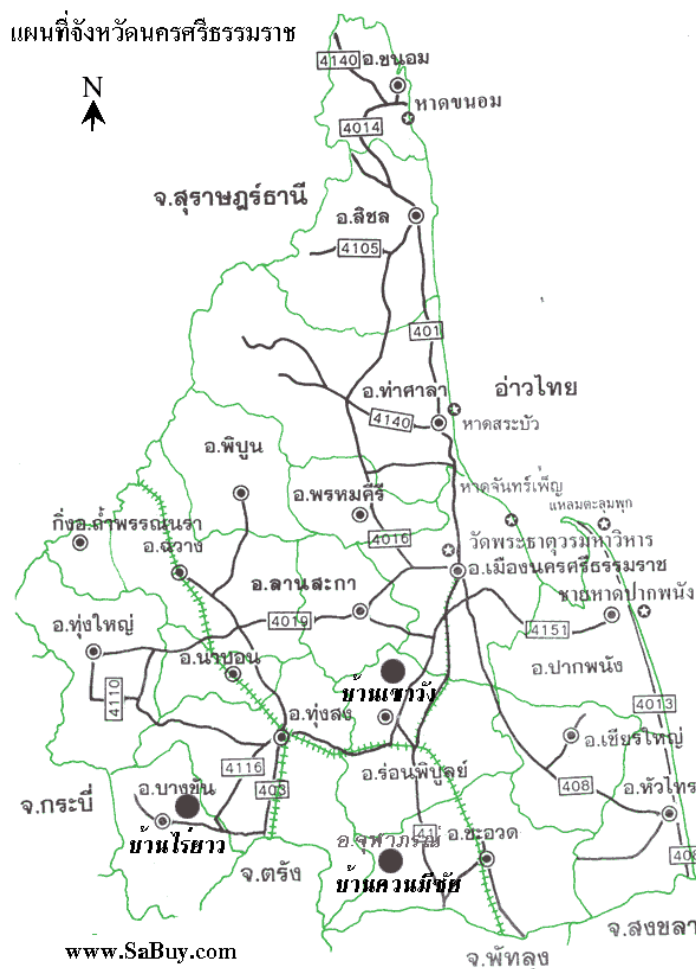 แผนที่จังหวัดนครศรีธรรมราช
N
4140
อ.ขนอม
หาดขนอม
4014
จ.สุราษฎร์ธานี
อ.สิชล
4105
401
อ.ท่าศาลา
อ่าวไทย
4140
หาดสระบัว
อ.พิปูน
หาดจันทร์เพ็ญ
อ.พรหมคีรี
แหลมตะลุมพุก
กิ่งอ.ถ้ำพรรณนรา
4016
วัดพระธาตุวรมหาวิหาร
อ.ฉวาง
อ.เมืองนครศรีธรรมราช
อ.ลานสะกา
ชายหาดปากพนัง
4019
อ.ทุ่งใหญ่
4151
อ.นาบอน
บ้านเขาวัง
อ.ปากพนัง
4110
4013
อ.ทุ่งสง
อ.เชียรใหญ่
4116
อ.ร่อนพิบูลย์
403
408
อ.บางขัน
อ.หัวไทร
จ.กระบี่
บ้านไร่ยาว
41
อ.ชะอวด
อ.จุฬาภรณ์
408
จ.ตรัง
บ้านควนมีชัย
จ.สงขลา
www.SaBuy.com
จ.พัทลุง